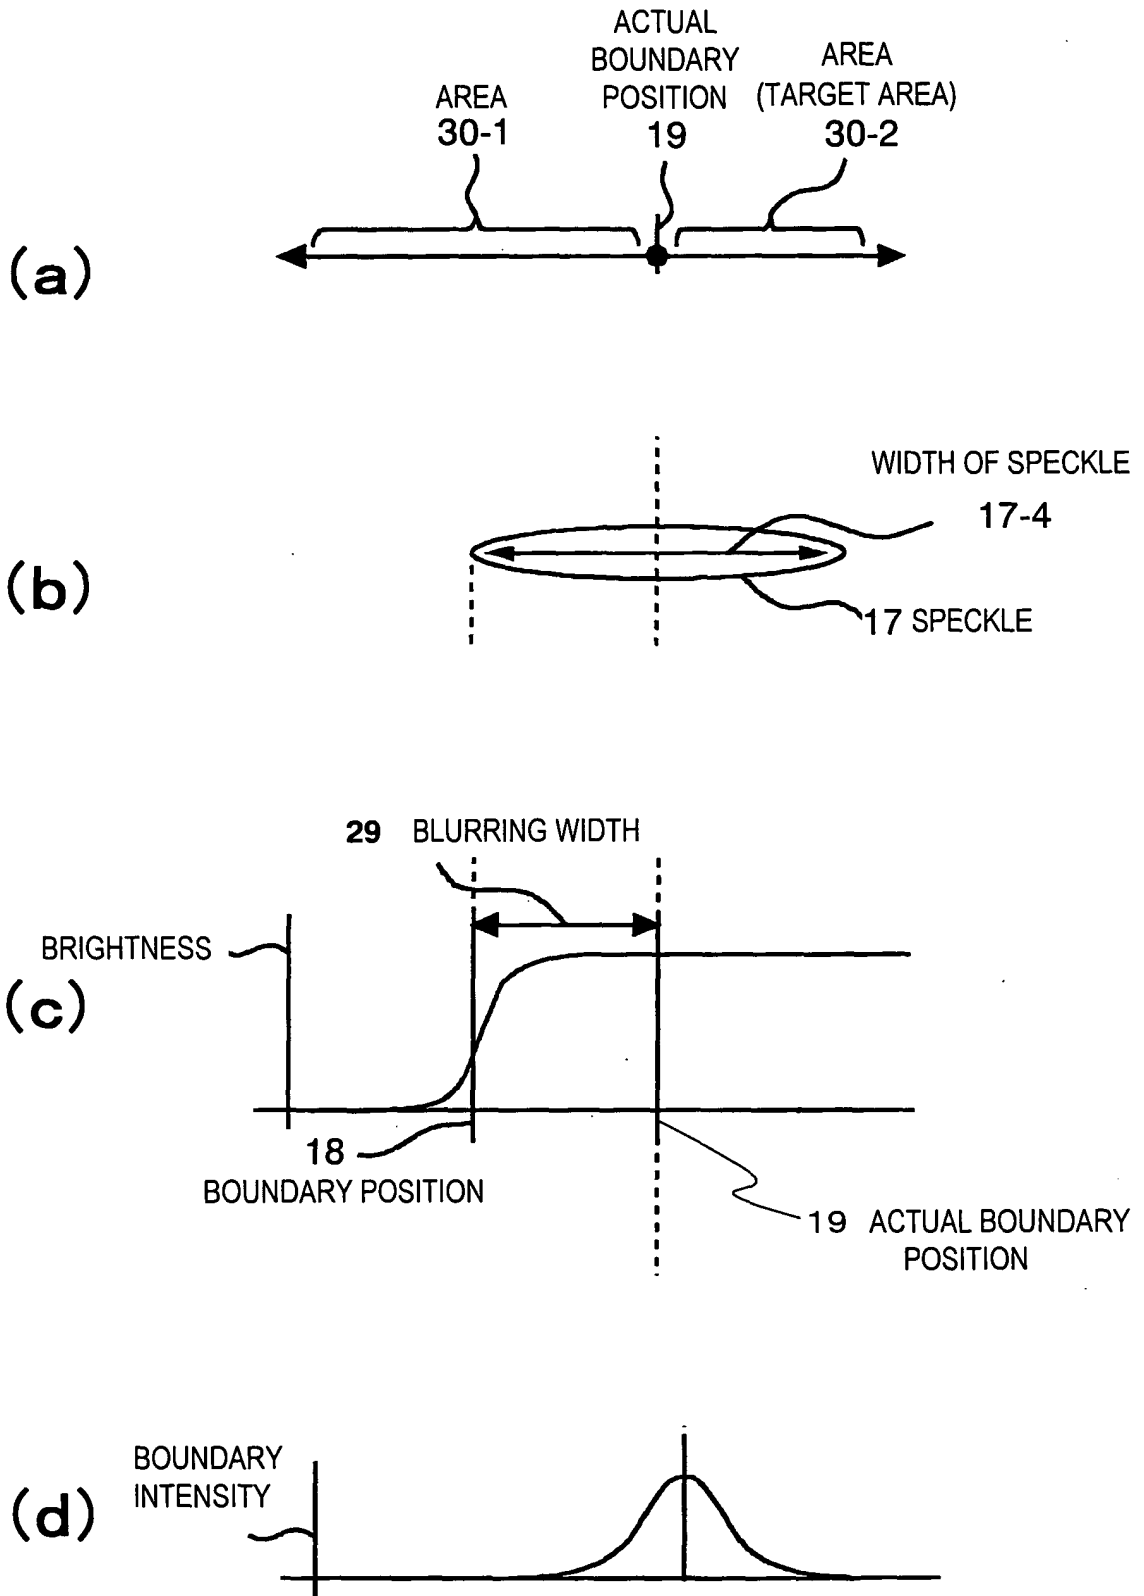 ACTUAL
BOUNDARY
POSITION
19
AREA
30-1
AREA
(TARGET AREA)
30-2
(a)
WIDTH OF SPECKLE
17-4
(b)
17 SPECKLE
29 BLURRING WIDTH
BRIGHTNESS
(c)
18
BOUNDARY POSITION
19 ACTUAL BOUNDARY
POSITION
BOUNDARY
INTENSITY
(d)